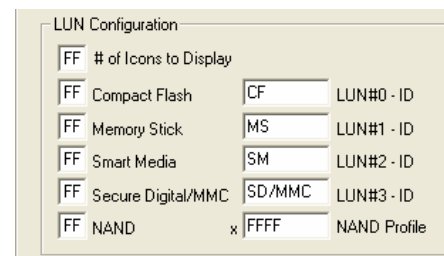 LUN Configuration
FF # of Icons to Display
FF Compact Flash CF LUN#0 - ID
FF Memory Stick MS LUN#1 - ID
FF Smart Media SM LUN#2 - ID
FF Secure Digital/MMC SD/MMC LUN#3 - ID
FF NAND x FFFF NAND Profile